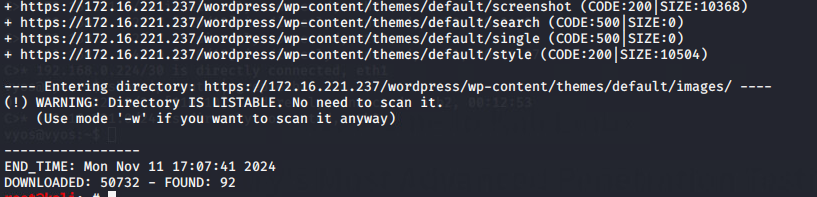 + https://172.16.221.237/wordpress/wp-content/themes/default/screenshot (CODE:200|SIZE:10368)
+ https://172.16.221.237/wordpress/wp-content/themes/default/search (CODE:500|SIZE:0)
+ https://172.16.221.237/wordpress/wp-content/themes/default/single (CODE:500|SIZE:0)
+ https://172.16.221.237/wordpress/wp-content/themes/default/style (CODE:200|SIZE:10504)
---- Entering directory: https://172.16.221.237/wordpress/wp-content/themes/default/images/ ----
(!) WARNING: Directory IS LISTABLE. No need to scan it.
(Use mode '-w' if you want to scan it anyway)
-----------------
END_TIME: Mon Nov 11 17:07:41 2024
DOWNLOADED: 50732 - FOUND: 92